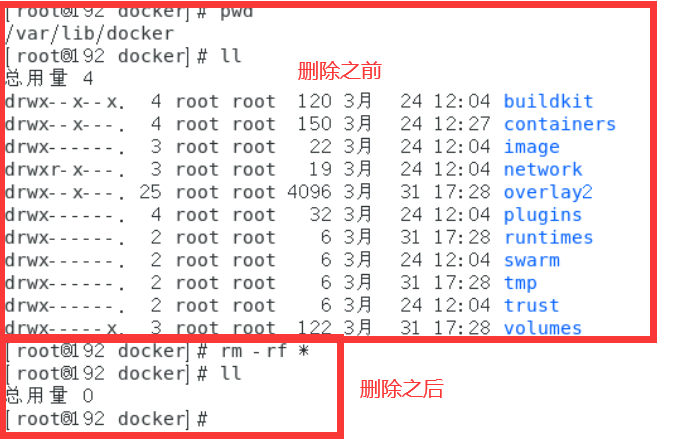 [root@192 docker]# pwd
/var/lib/docker
[root@192 docker]# ll
总用量 4
删除之前
drwx--x--x. 4 root root 120 3月 24 12:04 buildkit
drwx--x---. 4 root root 150 3月 24 12:27 containers
drwx------. 3 root root 22 3月 24 12:04 image
drwxr-x---. 3 root root 19 3月 24 12:04 network
drwx--x---. 25 root root 4096 3月 31 17:28 overlay2
drwx------. 4 root root 32 3月 24 12:04 plugins
drwx------. 2 root root 6 3月 31 17:28 runtimes
drwx------. 2 root root 6 3月 24 12:04 swarm
drwx------. 2 root root 6 3月 31 17:28 tmp
drwx------. 2 root root 6 3月 24 12:04 trust
drwx-----x. 3 root root 122 3月 31 17:28 volumes
[root@192 docker]# rm -rf *
[root@192 docker]# ll
总用量 0
[root@192 docker]#
删除之后